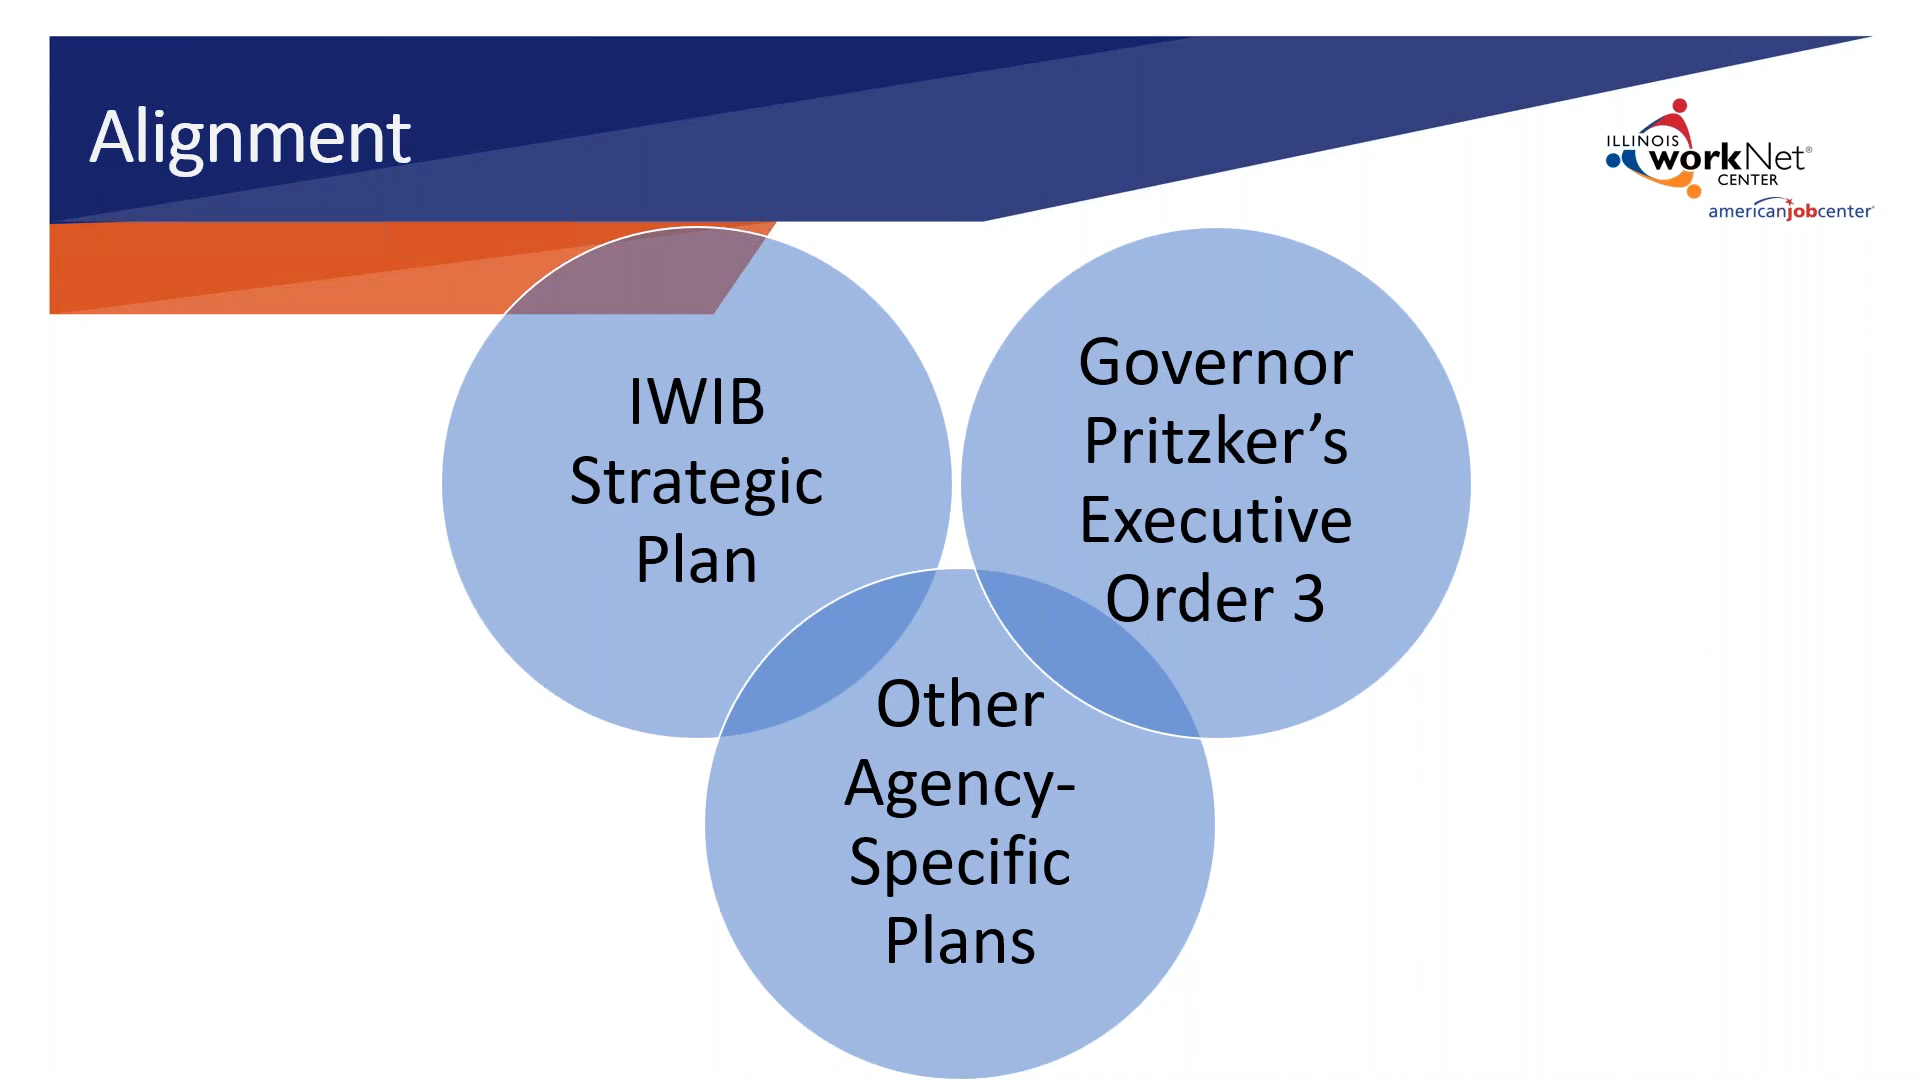 Alignment
ILLINOIS
workNet®
CENTER
americanjobcenter®
IWIB
Strategic
Plan
Governor
Pritzker’s
Executive
Order 3
Other
Agency-
Specific
Plans